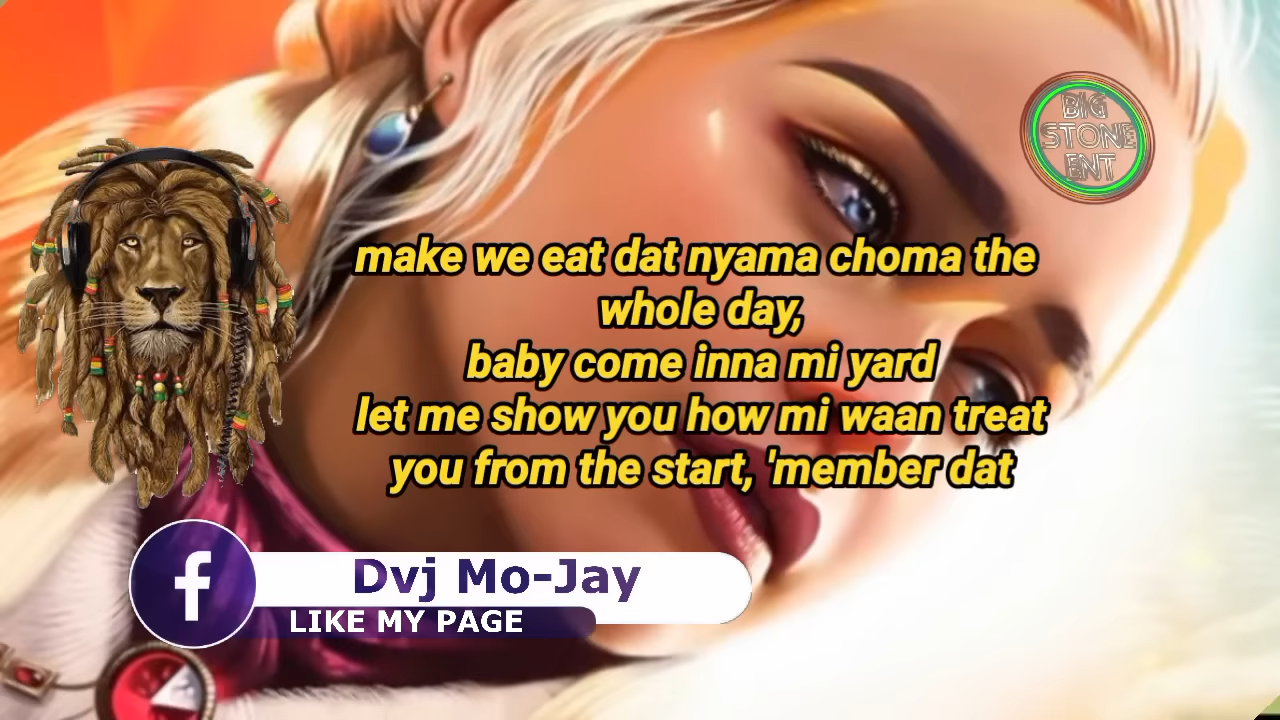 BIG
STONE
ENT
make we eat dat nyama choma the
whole day,
baby come inna mi yard
let me show you how mi waan treat
you from the start, 'member dat
f
Dvj Mo-Jay
LIKE MY PAGE